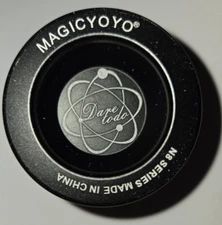 MAGICYOYO®
Dare
to do
N8 SERIES MADE IN CHINA